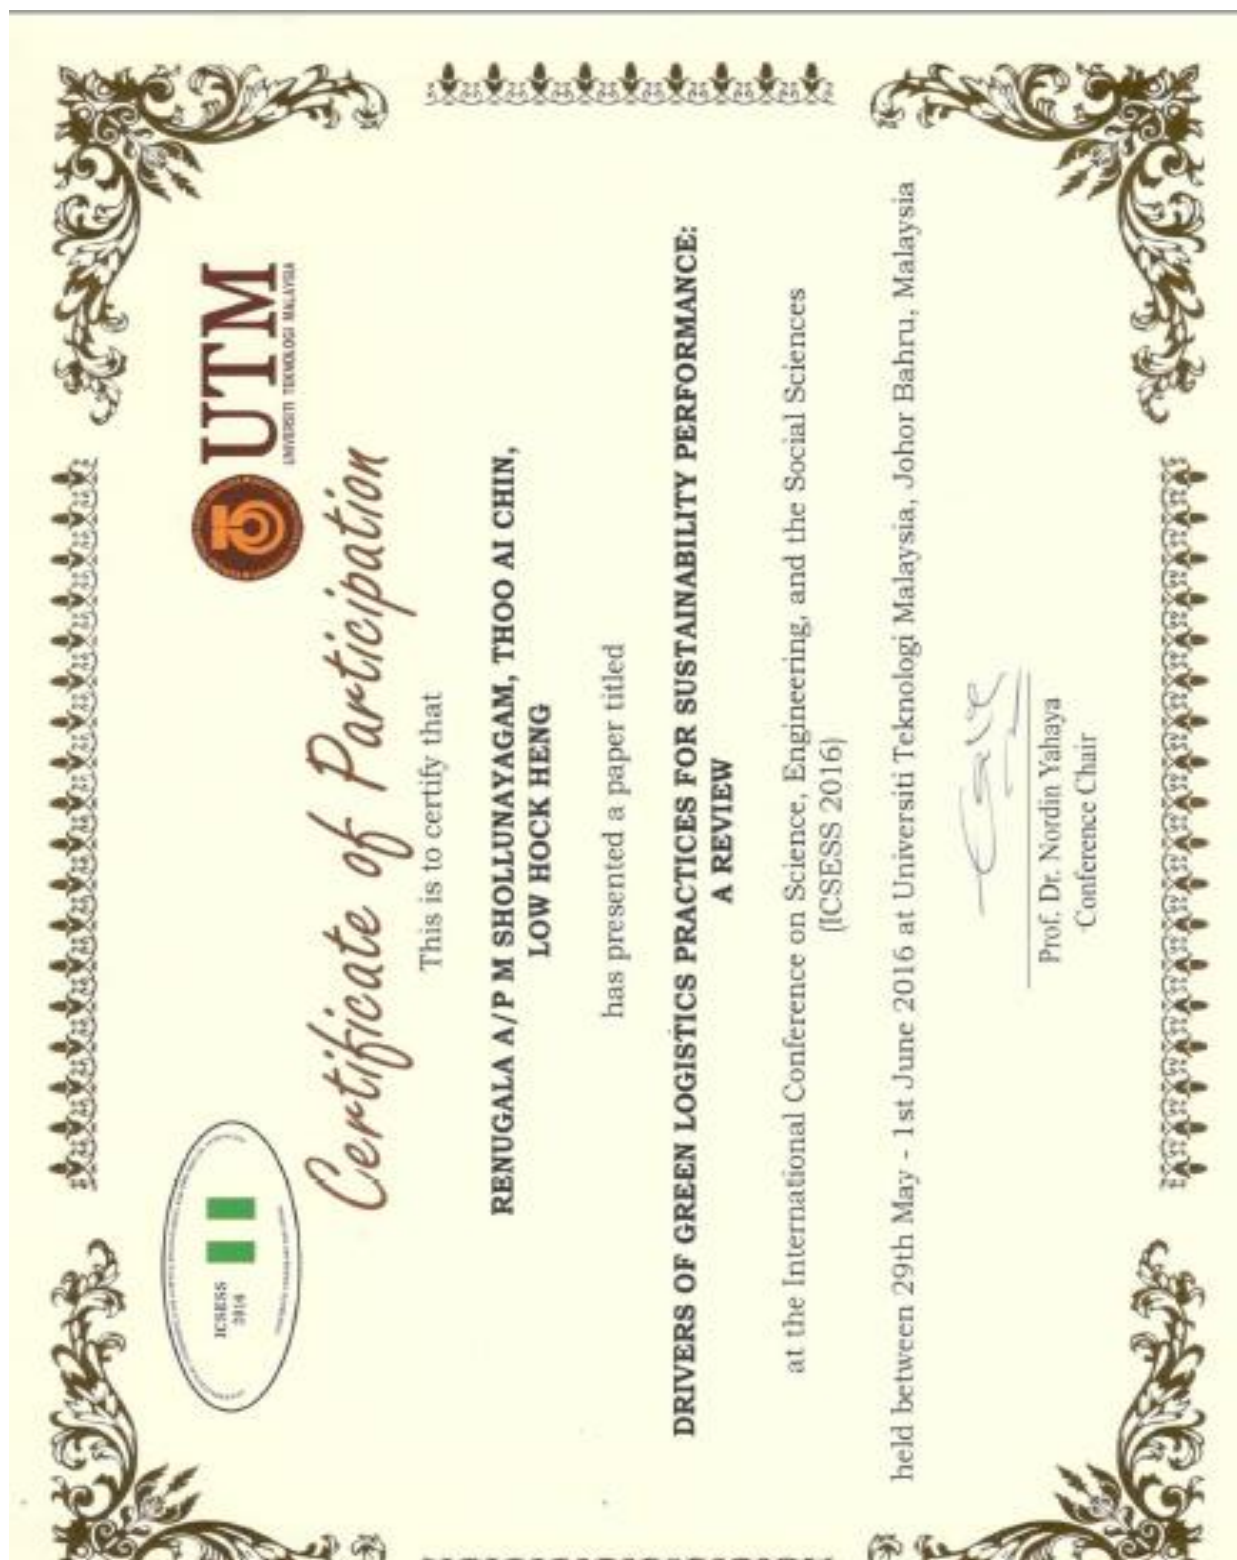 ICSESS
2016
UTM
UNIVERSITI TEKNOLOGI MALAYSIA
Certificate of Participation
This is to certify that
RENUGALA A/P M SHOLLUNAYAGAM, THOO AI CHIN,
LOW HOCK HENG
has presented a paper titled
DRIVERS OF GREEN LOGISTICS PRACTICES FOR SUSTAINABILITY PERFORMANCE:
A REVIEW
at the International Conference on Science, Engineering, and the Social Sciences
(ICSESS 2016)
held between 29th May - 1st June 2016 at Universiti Teknologi Malaysia, Johor Bahru, Malaysia
Prof. Dr. Nordin Yahaya
Conference Chair